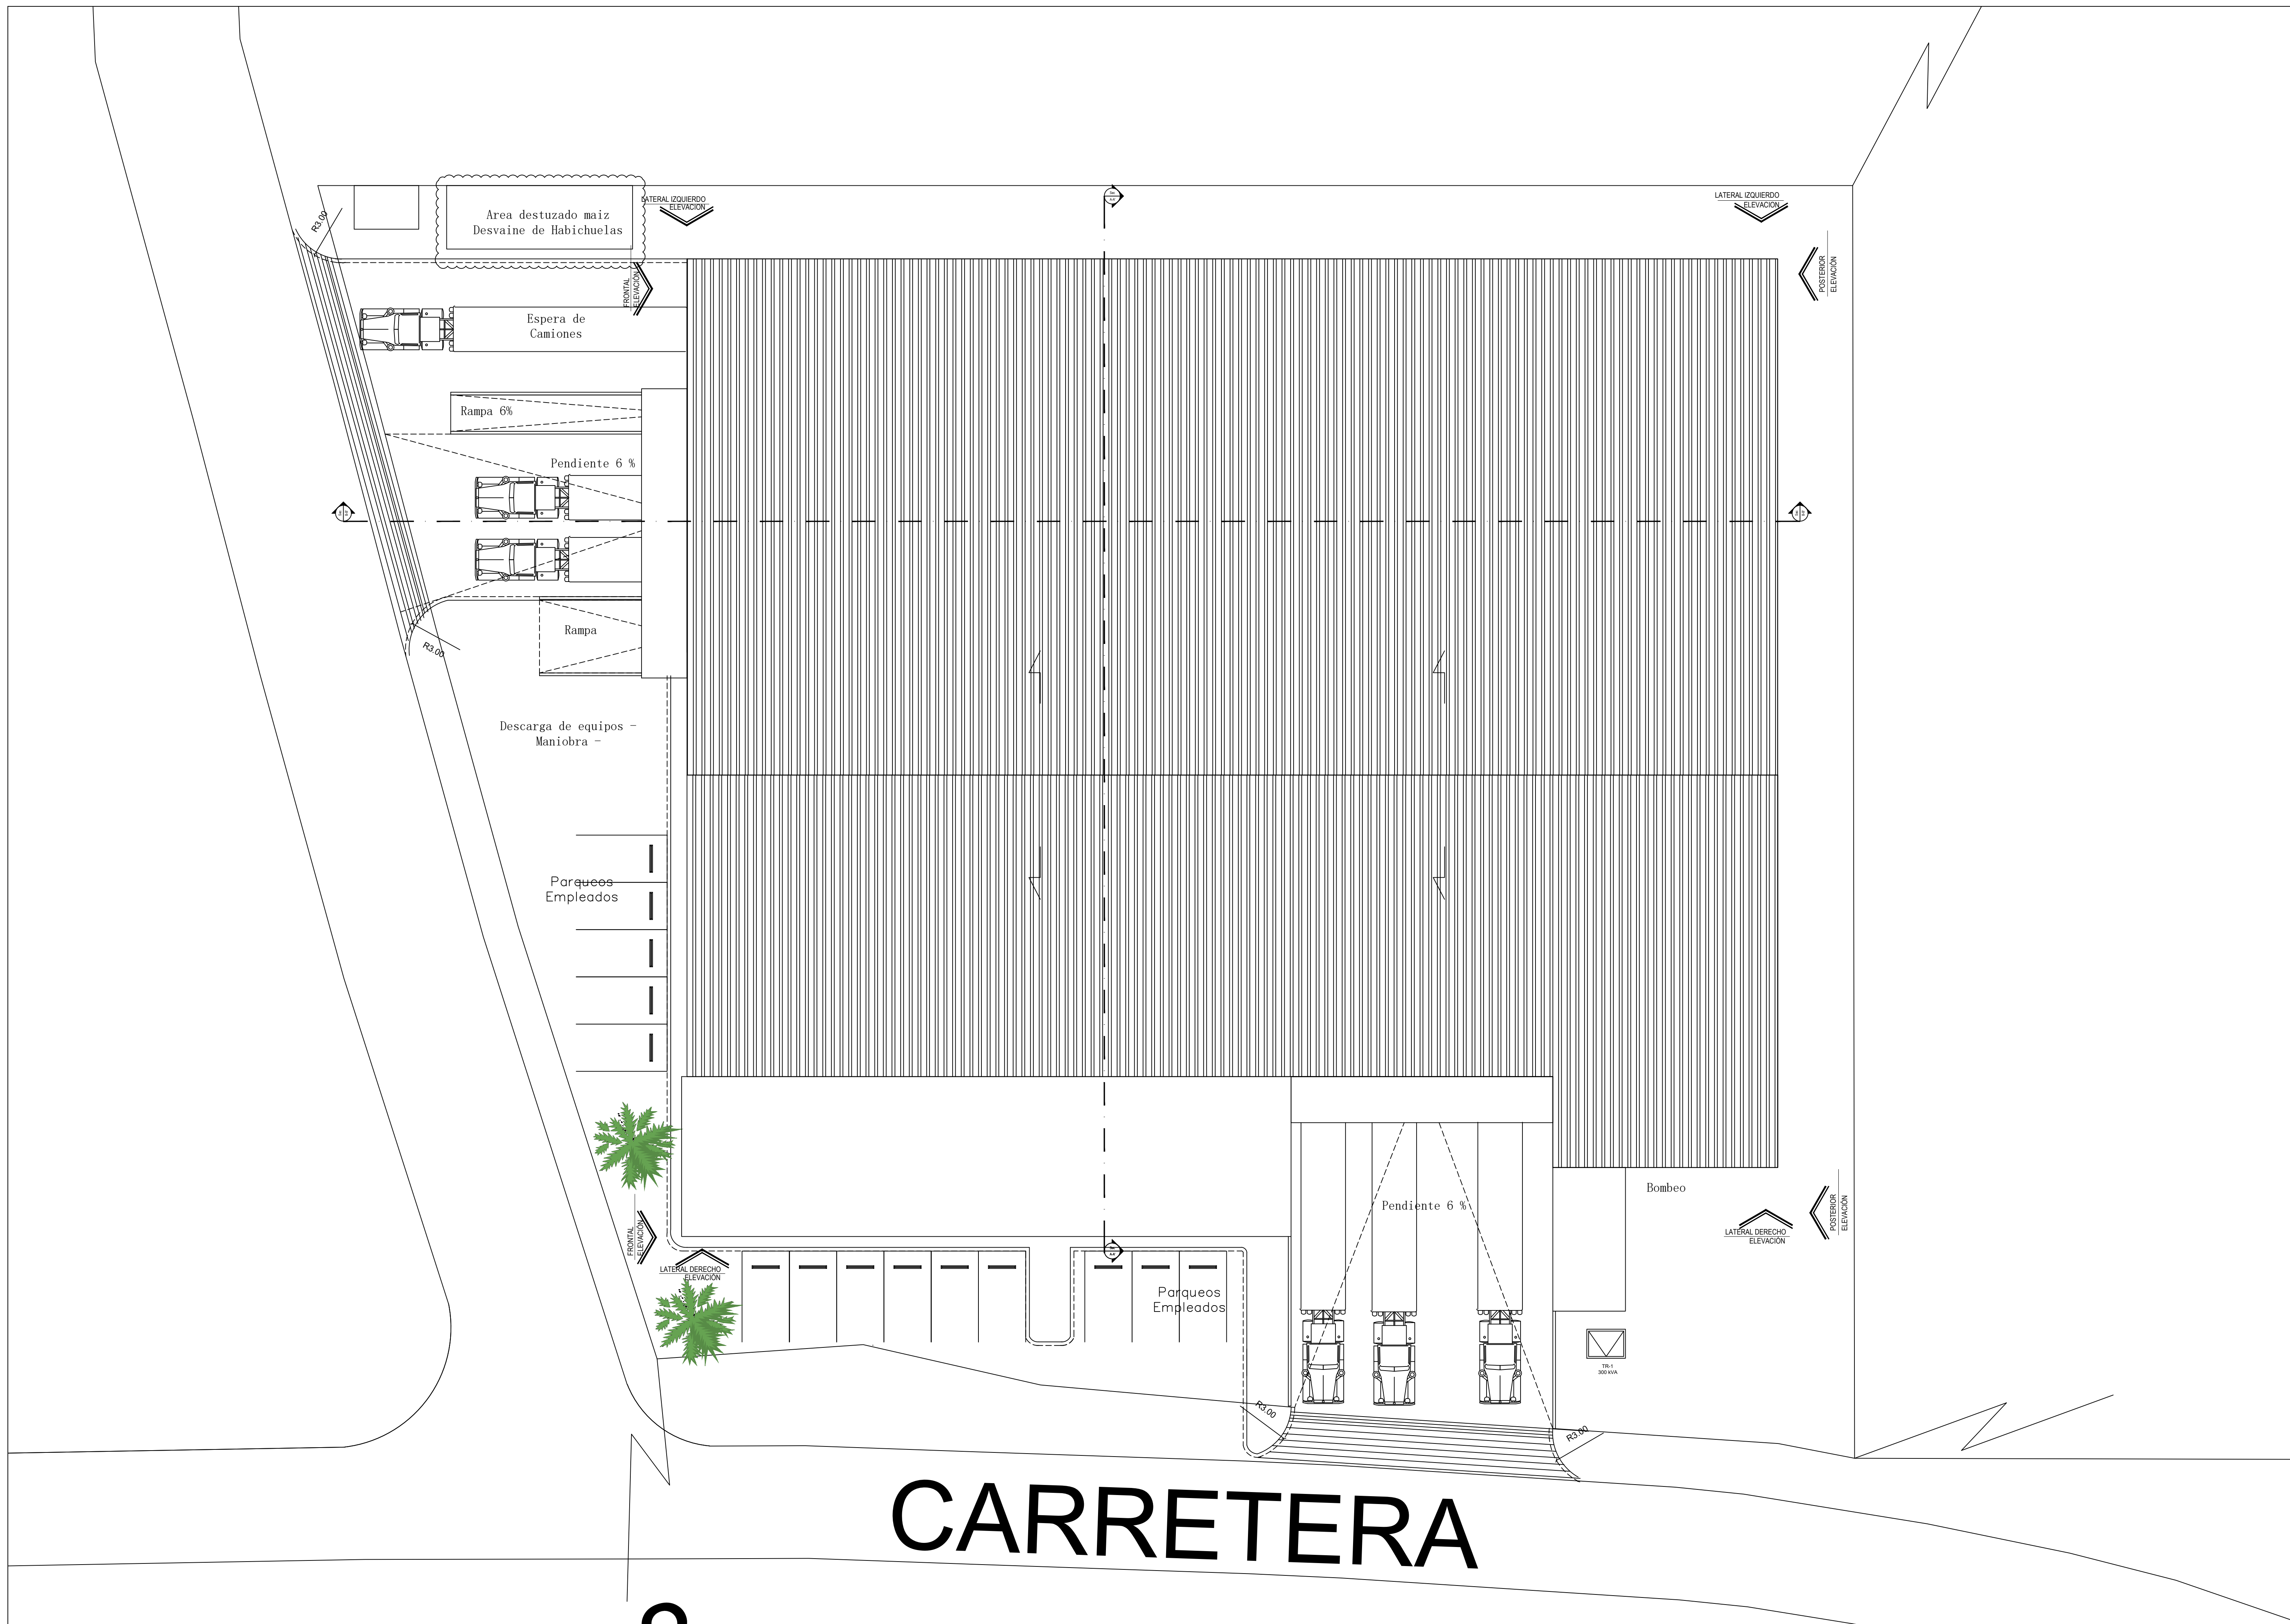 LATERAL IZQUIERDO
ELEVACIÓN
LATERAL IZQUIERDO
ELEVACIÓN
R3.00
Area destuzado maiz
Desvaine de Habichuelas
FRONTAL
ELEVACIÓN
POSTERIOR
ELEVACIÓN
Espera de
Camiones
Rampa 6%
Pendiente 6 %
Rampa
R3.00
Descarga de equipos -
Maniobra -
Parqueos
Empleados
Bombeo
Pendiente 6 %
FRONTAL
ELEVACIÓN
POSTERIOR
ELEVACIÓN
LATERAL DERECHO
ELEVACIÓN
LATERAL DERECHO
ELEVACIÓN
Parqueos
Empleados
TR-1
300 kVA
R3.00
R3.00
CARRETERA